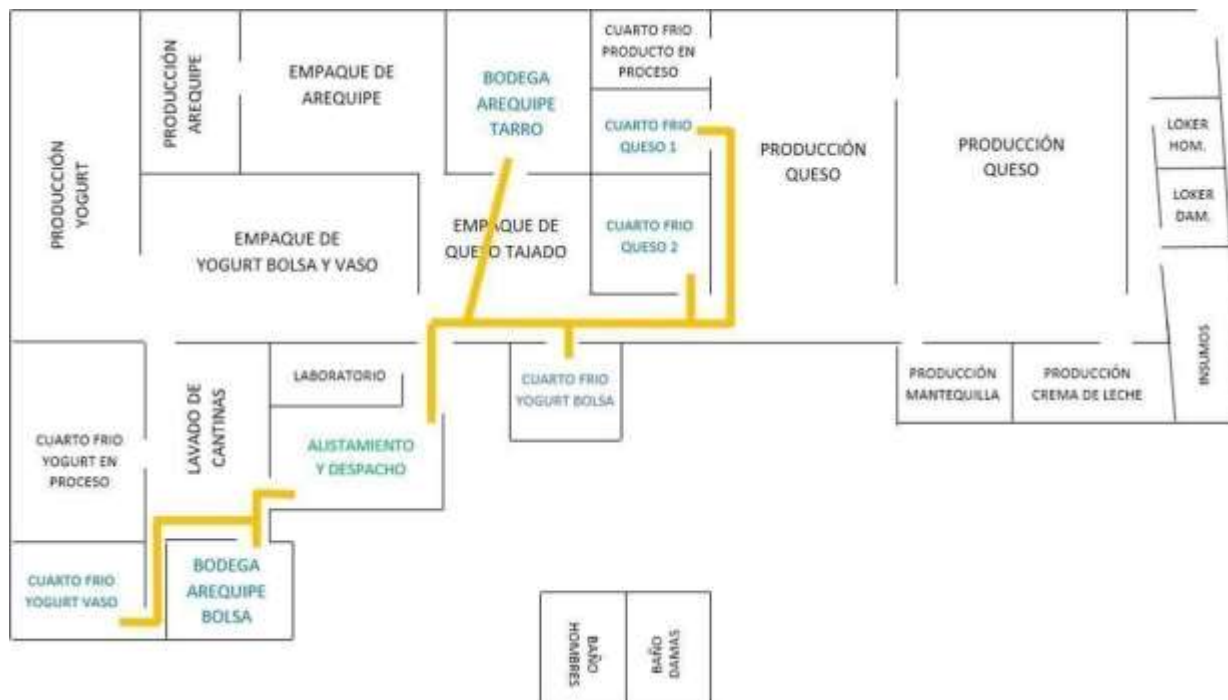 PRODUCCIÓN
YOGURT
PRODUCCIÓN
AREQUIPE
EMPAQUE DE
AREQUIPE
BODEGA
AREQUIPE
TARRO
CUARTO FRIO
PRODUCTO EN
PROCESO
CUARTO FRIO
QUESO 1
PRODUCCIÓN
QUESO
PRODUCCIÓN
QUESO
LOKER
HOM.
LOKER
DAM.
EMPAQUE DE
YOGURT BOLSA Y VASO
EMPAQUE DE
QUESO TAJADO
CUARTO FRIO
QUESO 2
INSUMOS
LABORATORIO
CUARTO FRIO
YOGURT BOLSA
PRODUCCIÓN
MANTEQUILLA
PRODUCCIÓN
CREMA DE LECHE
CUARTO FRIO
YOGURT EN
PROCESO
LAVADO DE
CANTINAS
ALISTAMIENTO
Y DESPACHO
CUARTO FRIO
YOGURT VASO
BODEGA
AREQUIPE
BOLSA
BAÑO
HOMBRES
BAÑO
DAMAS